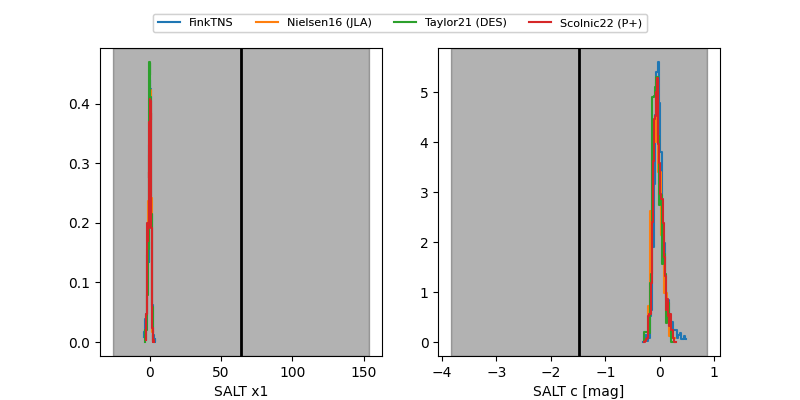 FinkTNS Nielsen16 (JLA) Taylor21 (DES) Scolnic22 (P+)
0.4
0.3
0.2
0.1
0.0
0 50 100 150
SALT x1
5
4
3
2
1
0
−4 −3 −2 −1 0 1
SALT c [mag]